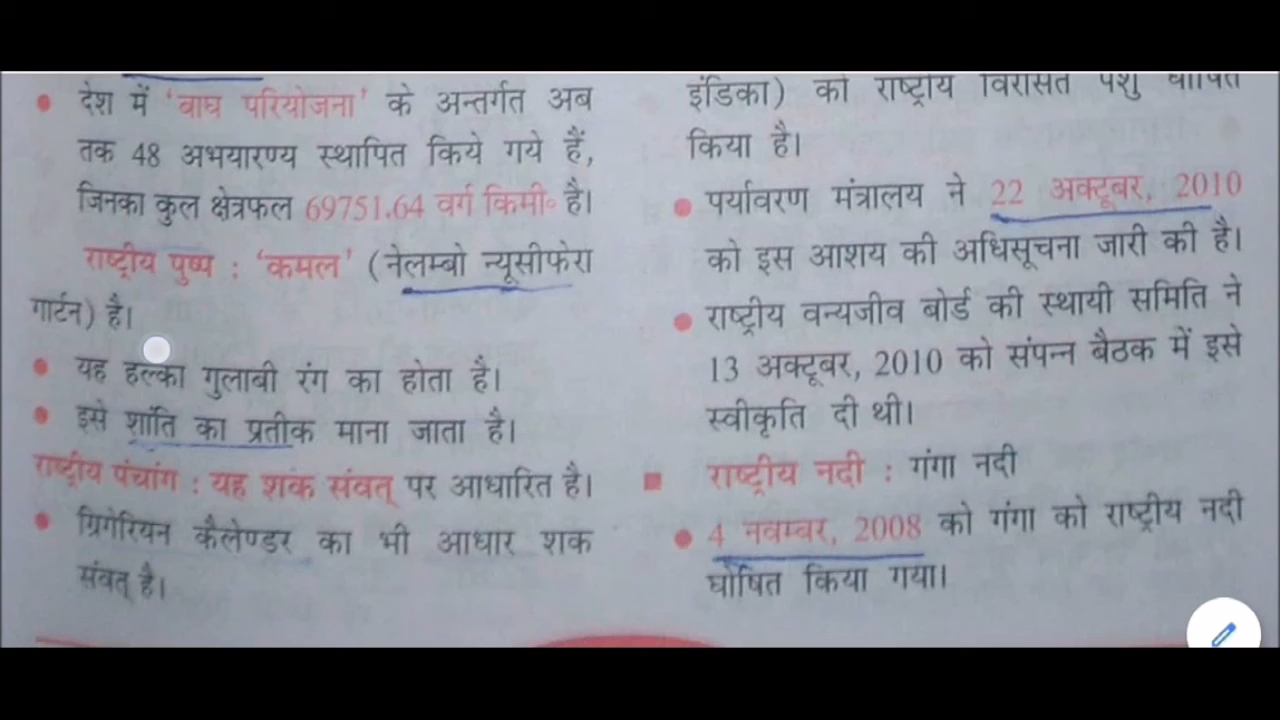 देश में 'बाघ परियोजना' के अन्तर्गत अब
तक 48 अभयारण्य स्थापित किये गये हैं,
जिनका कुल क्षेत्रफल 69751.64 वर्ग किमी॰ है।
राष्ट्रीय पुष्प : 'कमल' (नेलम्बो न्यूसीफेरा
गार्टन) है।
यह हल्का गुलाबी रंग का होता है।
इसे शांति का प्रतीक माना जाता है।
राष्ट्रीय पंचांग : यह शक संवत् पर आधारित है।
ग्रिगेरियन कैलेण्डर का भी आधार शक
संवत् है।
इंडिका) को राष्ट्रीय विरासत पशु घोषित
किया है।
पर्यावरण मंत्रालय ने 22 अक्टूबर, 2010
को इस आशय की अधिसूचना जारी की है।
राष्ट्रीय वन्यजीव बोर्ड की स्थायी समिति ने
13 अक्टूबर, 2010 को संपन्न बैठक में इसे
स्वीकृति दी थी।
राष्ट्रीय नदी : गंगा नदी
4 नवम्बर, 2008 को गंगा को राष्ट्रीय नदी
घोषित किया गया।